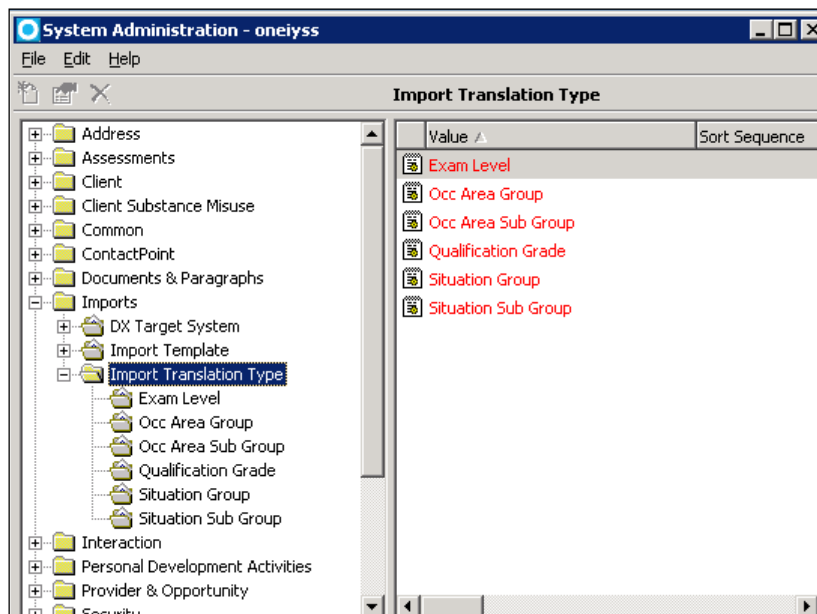 System Administration - oneiyss
File Edit Help
Import Translation Type
Address
Assessments
Client
Client Substance Misuse
Common
ContactPoint
Documents & Paragraphs
Imports
DX Target System
Import Template
Import Translation Type
Exam Level
Occ Area Group
Occ Area Sub Group
Qualification Grade
Situation Group
Situation Sub Group
Interaction
Personal Development Activities
Provider & Opportunity
Security
Value Sort Sequence
Exam Level
Occ Area Group
Occ Area Sub Group
Qualification Grade
Situation Group
Situation Sub Group